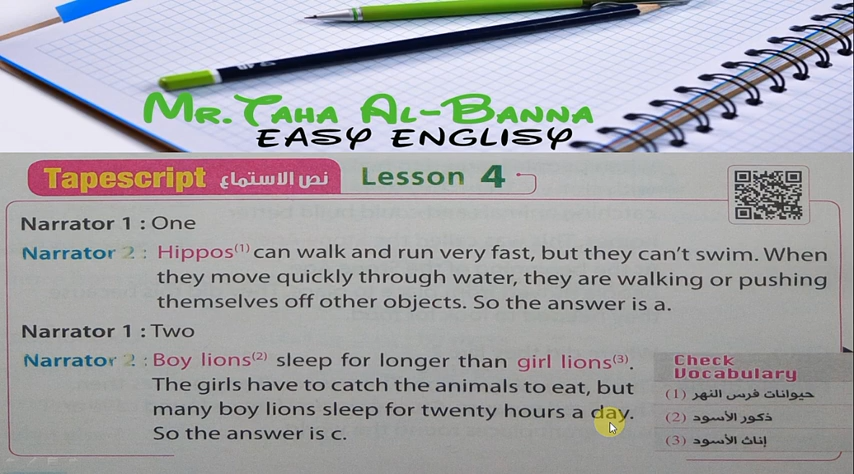 Mr. Taha Al-Banna
Easy Englisy
Tapescript نص الاستماع Lesson 4
Narrator 1 : One
Narrator 2 : Hippos(1) can walk and run very fast, but they can't swim. When
they move quickly through water, they are walking or pushing
themselves off other objects. So the answer is a.
Narrator 1 : Two
Narrator 2 : Boy lions(2) sleep for longer than girl lions(3).
The girls have to catch the animals to eat, but
many boy lions sleep for twenty hours a day.
So the answer is c.
Check
Vocabulary
(1) حيوانات فرس النهر
(2) ذكور الأسود
(3) إناث الأسود